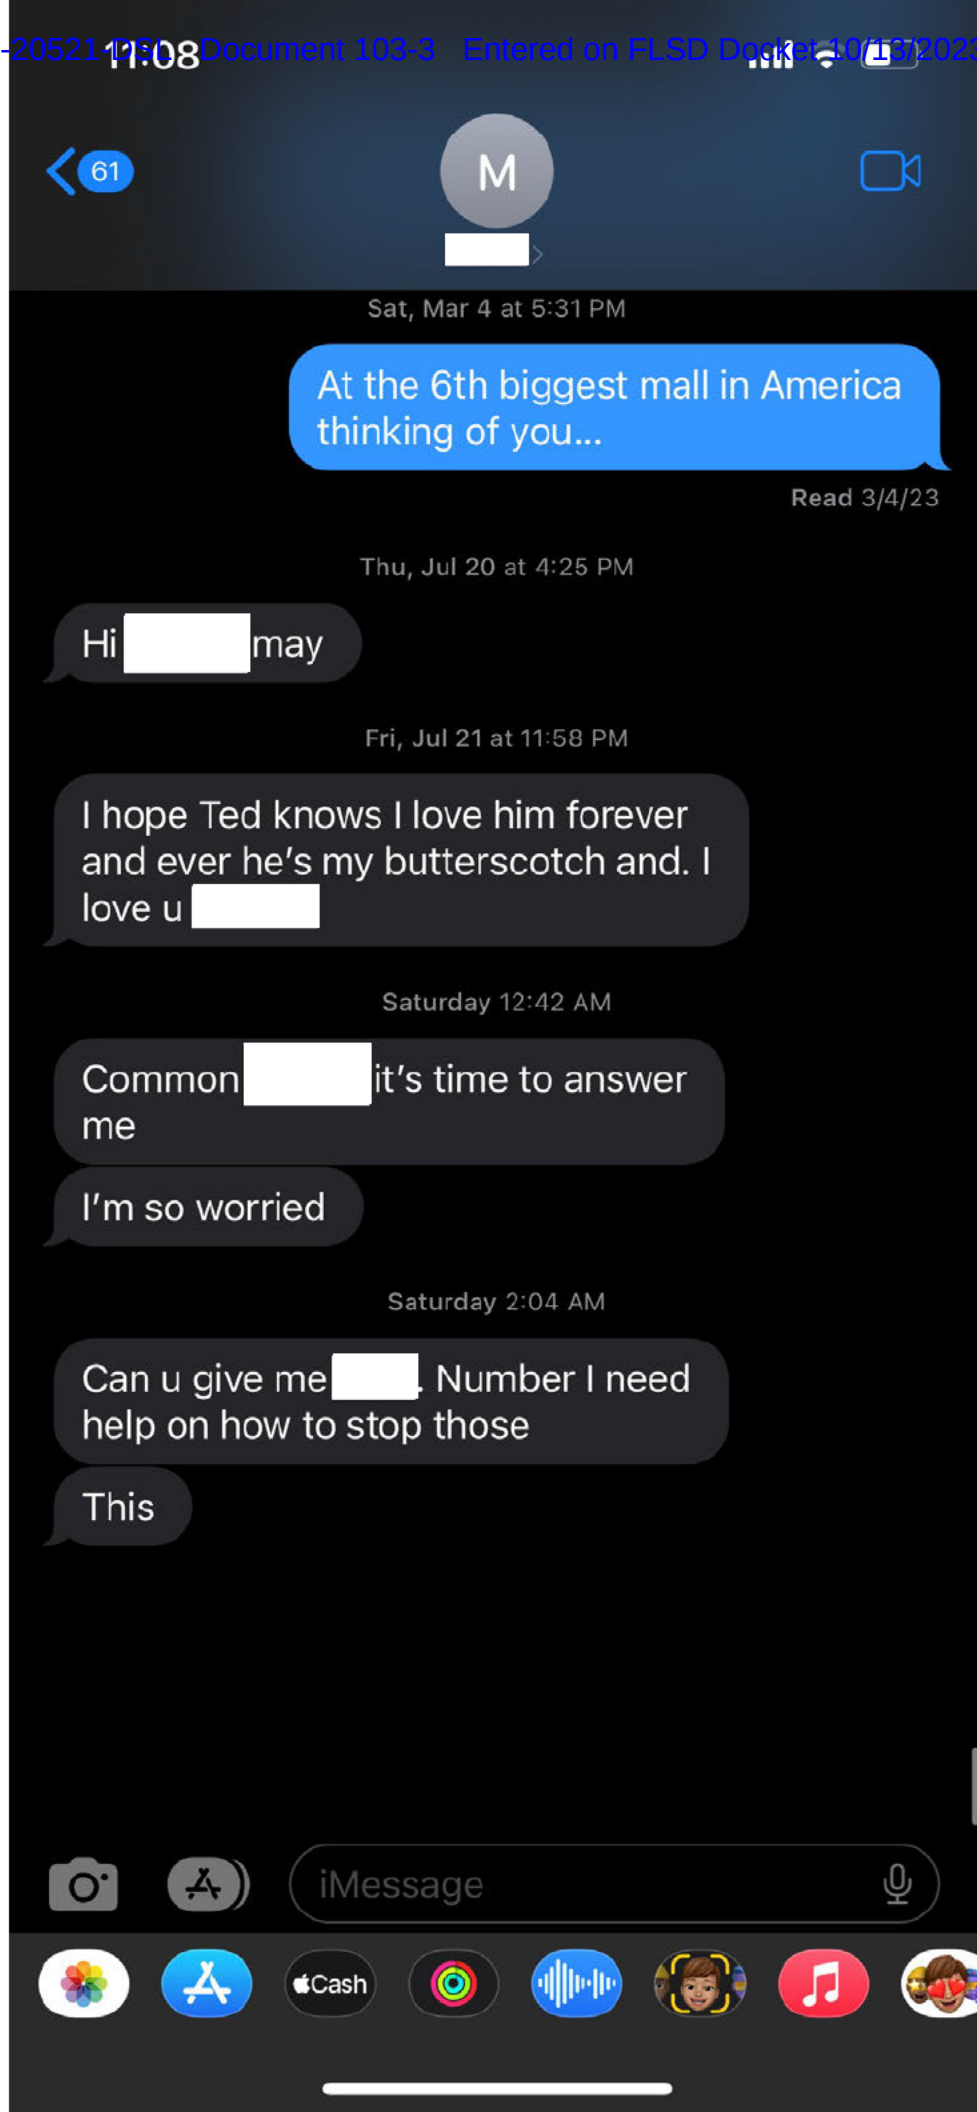 -20521-DSL Document 103-3 Entered on FLSD Docket 10/13/2023
11:08
61
M
Sat, Mar 4 at 5:31 PM
At the 6th biggest mall in America
thinking of you...
Read 3/4/23
Thu, Jul 20 at 4:25 PM
Hi may
Fri, Jul 21 at 11:58 PM
I hope Ted knows I love him forever
and ever he's my butterscotch and. I
love u
Saturday 12:42 AM
Common it's time to answer
me
I'm so worried
Saturday 2:04 AM
Can u give me . Number I need
help on how to stop those
This
iMessage
Cash